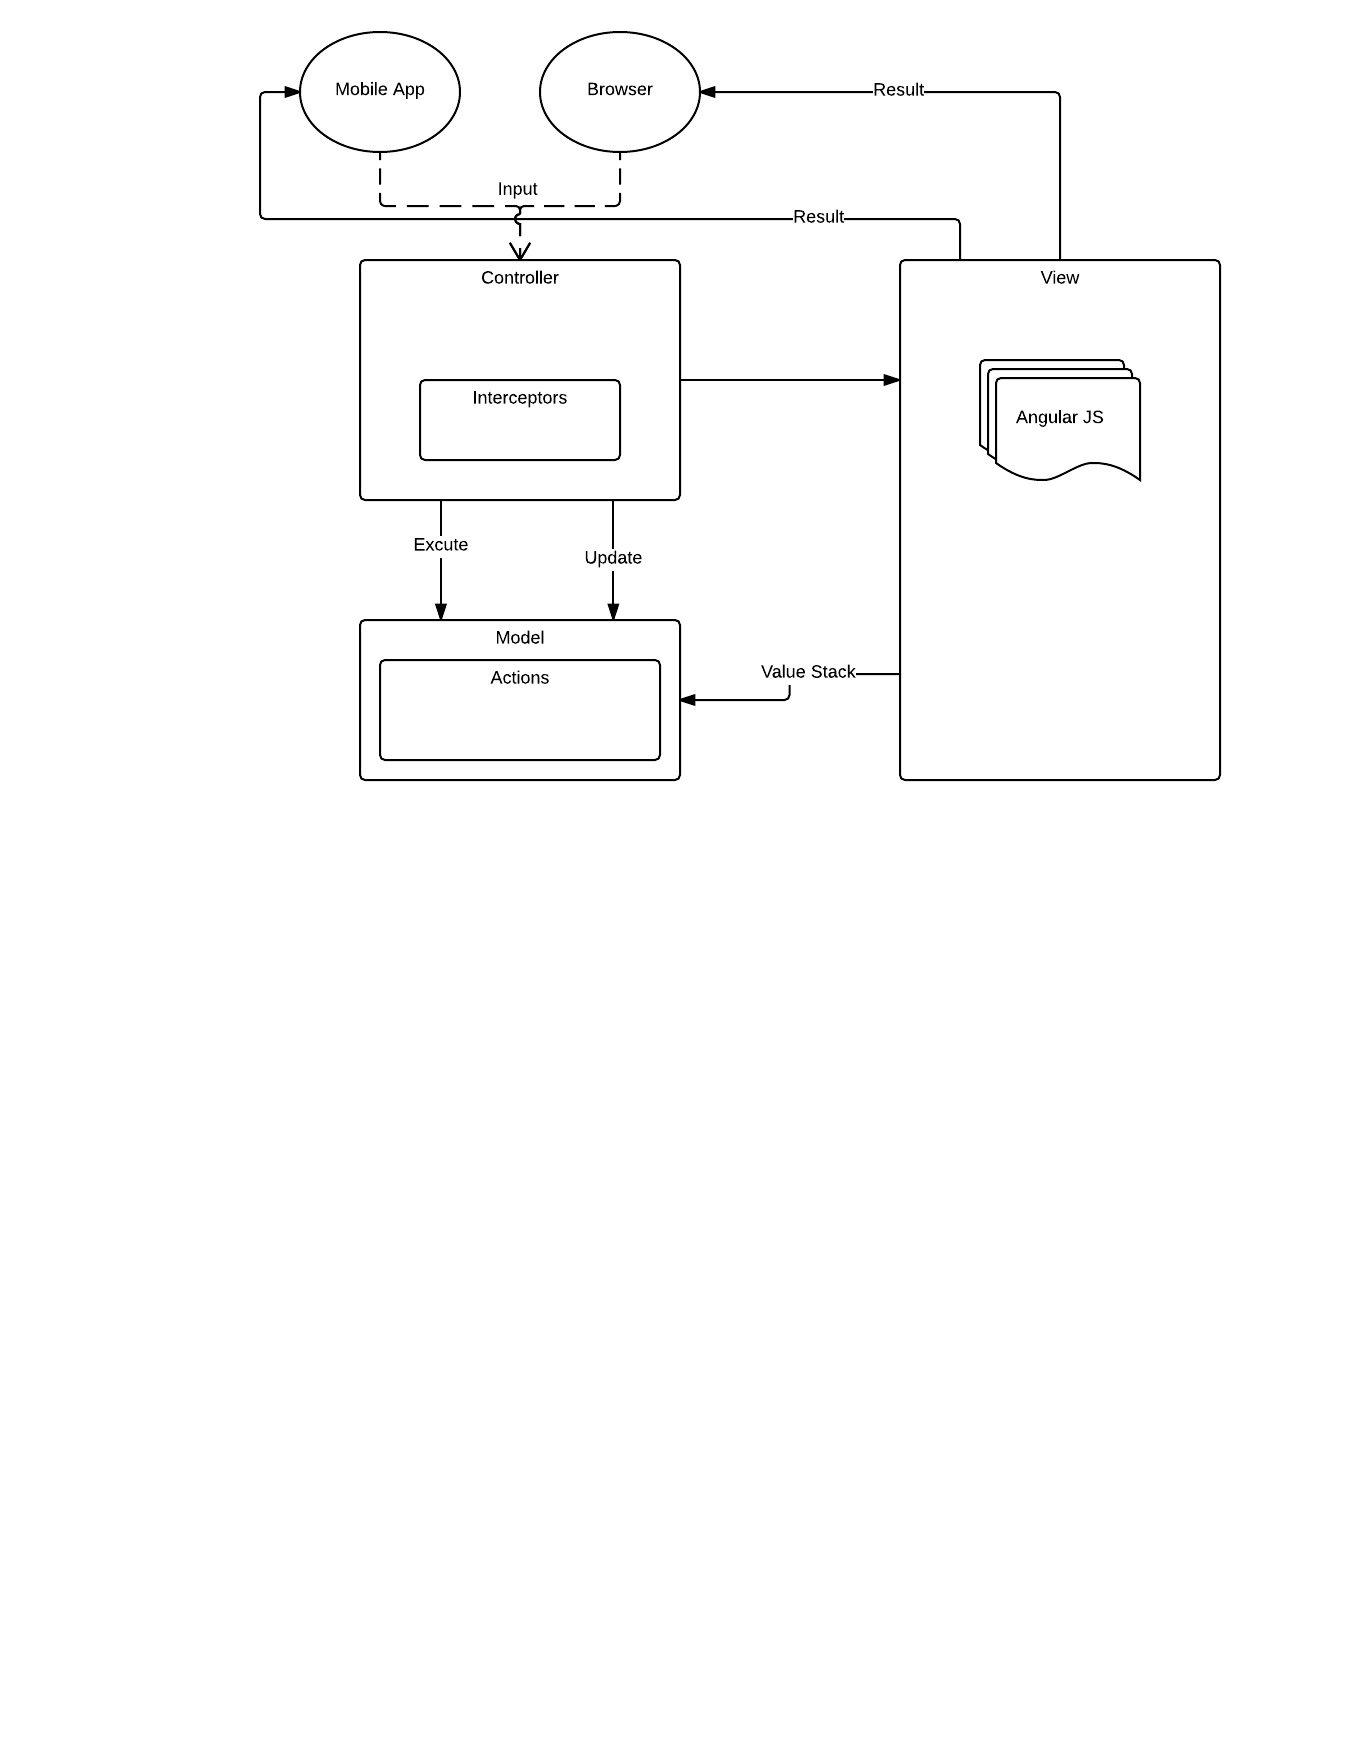 Mobile App
Browser
Result
Input
Result
Controller
View
Interceptors
Angular JS
Excute
Update
Model
Value Stack
Actions